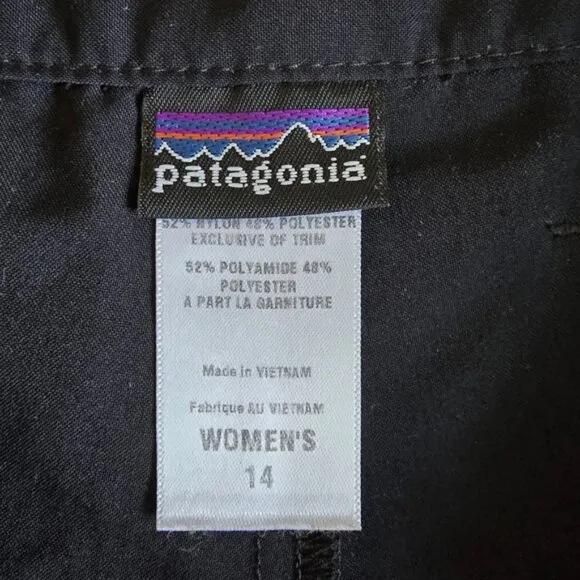 patagonia
52% NYLON 48% POLYESTER
EXCLUSIVE OF TRIM
52% POLYAMIDE 48%
POLYESTER
A PART LA GARNITURE
Made in VIETNAM
Fabrique AU VIETNAM
WOMEN'S
14